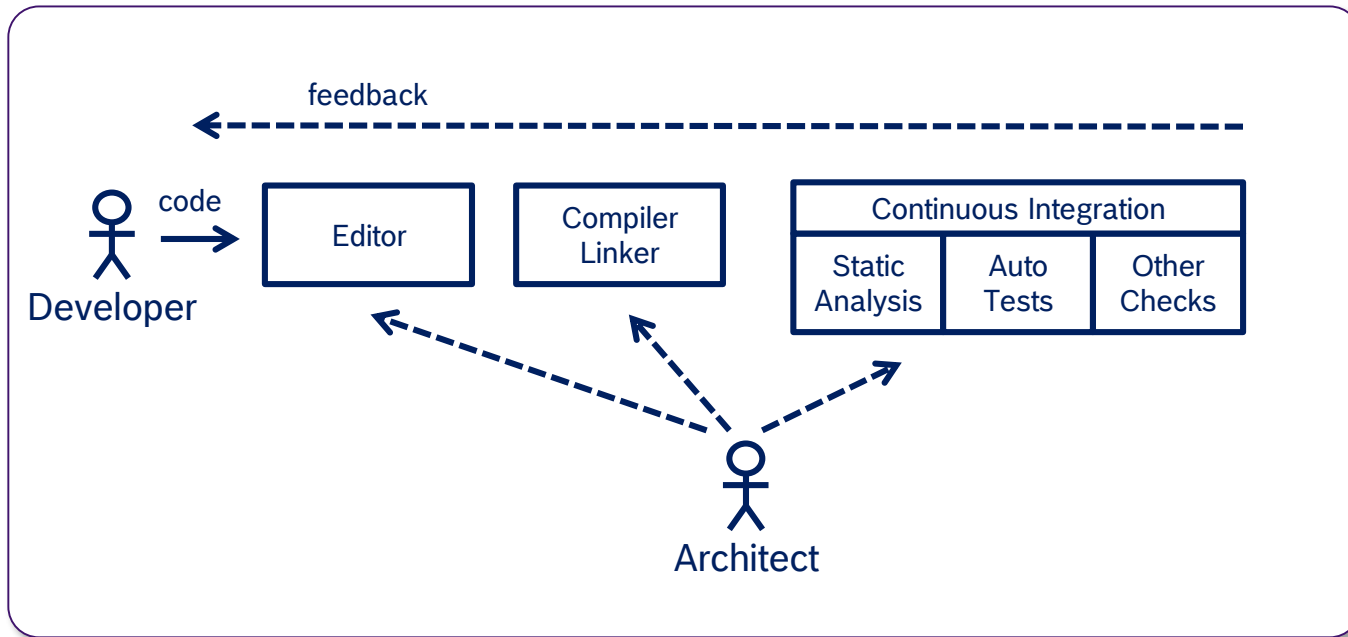 feedback
code
Developer
Editor
Compiler
Linker
Continuous Integration
Static
Analysis
Auto
Tests
Other
Checks
Architect